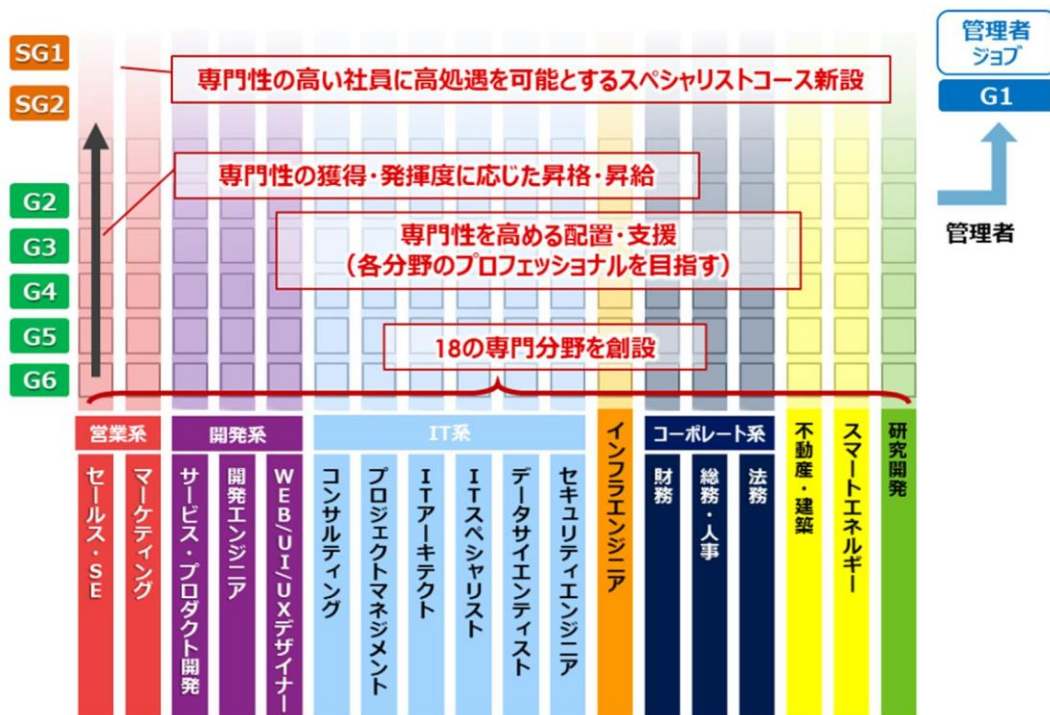 SG1
SG2
G2
G3
G4
G5
G6
専門性の高い社員に高処遇を可能とするスペシャリストコース新設
専門性の獲得・発揮度に応じた昇格・昇給
専門性を高める配置・支援
（各分野のプロフェッショナルを目指す）
18の専門分野を創設
管理者
ジョブ
G1
管理者
営業系
セールス・SE
マーケティング
開発系
サービス・プロダクト開発
開発エンジニア
WEB/UI/UXデザイナー
IT系
コンサルティング
プロジェクトマネジメント
ITアーキテクト
ITスペシャリスト
データサイエンティスト
セキュリティエンジニア
インフラエンジニア
コーポレート系
財務
総務・人事
法務
不動産・建築
スマートエネルギー
研究開発